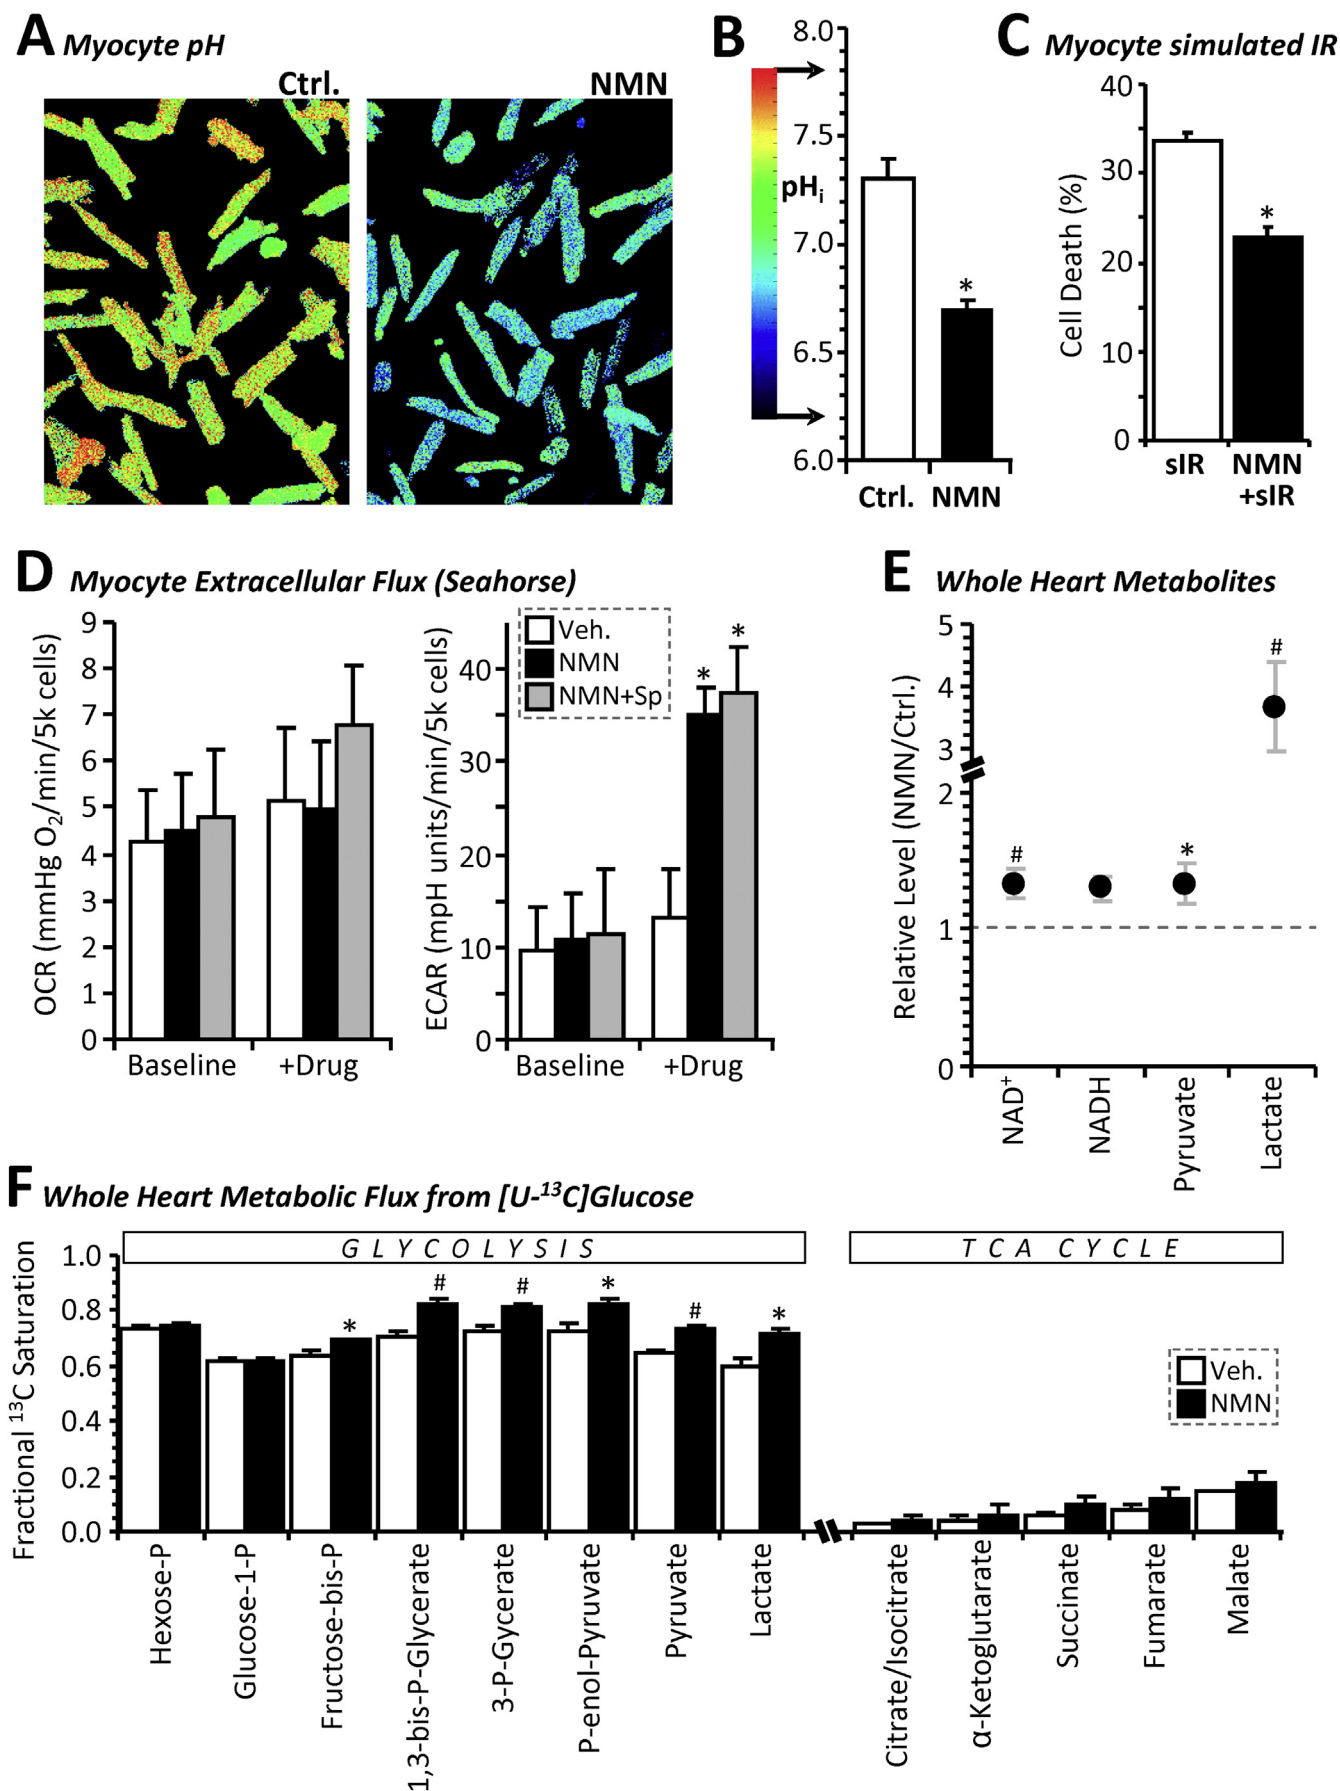 A Myocyte pH
Ctrl.
NMN
B
8.0
7.5
7.0
6.5
6.0
pHi
Ctrl. NMN
*
C Myocyte simulated IR
Cell Death (%)
40
30
20
10
0
*
sIR NMN
+sIR
D Myocyte Extracellular Flux (Seahorse)
OCR (mmHg O2/min/5k cells)
9
8
7
6
5
4
3
2
1
0
Baseline +Drug
ECAR (mpH units/min/5k cells)
40
30
20
10
0
Veh.
NMN
NMN+Sp
* *
Baseline +Drug
E Whole Heart Metabolites
Relative Level (NMN/Ctrl.)
5
4
3
2
1
0
# * #
NAD+
NADH
Pyruvate
Lactate
F Whole Heart Metabolic Flux from [U-13C]Glucose
Fractional 13C Saturation
1.0
0.8
0.6
0.4
0.2
0.0
GLYCOLYSIS
TCA CYCLE
* # # * # *
Veh.
NMN
Hexose-P
Glucose-1-P
Fructose-bis-P
1,3-bis-P-Glycerate
3-P-Gycerate
P-enol-Pyruvate
Pyruvate
Lactate
Citrate/Isocitrate
α-Ketoglutarate
Succinate
Fumarate
Malate